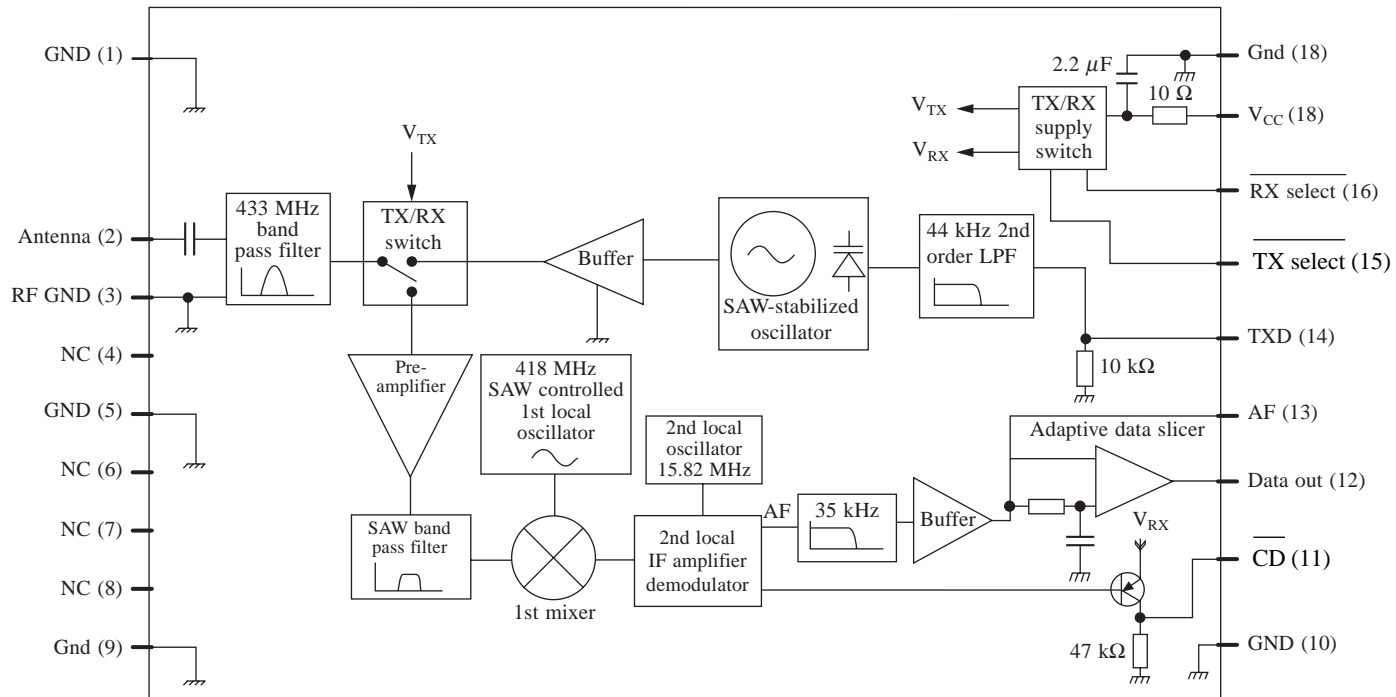 GND (1)
Antenna (2)
RF GND (3)
NC (4)
GND (5)
NC (6)
NC (7)
NC (8)
Gnd (9)
433 MHz
band
pass filter
V_TX
TX/RX
switch
Buffer
SAW-stabilized
oscillator
44 kHz 2nd
order LPF
V_TX
V_RX
TX/RX
supply
switch
2.2 μF
10 Ω
10 kΩ
Pre-
amplifier
418 MHz
SAW controlled
1st local
oscillator
2nd local
oscillator
15.82 MHz
SAW band
pass filter
1st mixer
2nd local
IF amplifier
demodulator
AF
35 kHz
Buffer
Adaptive data slicer
V_RX
47 kΩ
Gnd (18)
V_CC (18)
RX select (16)
TX select (15)
TXD (14)
AF (13)
Data out (12)
CD (11)
GND (10)